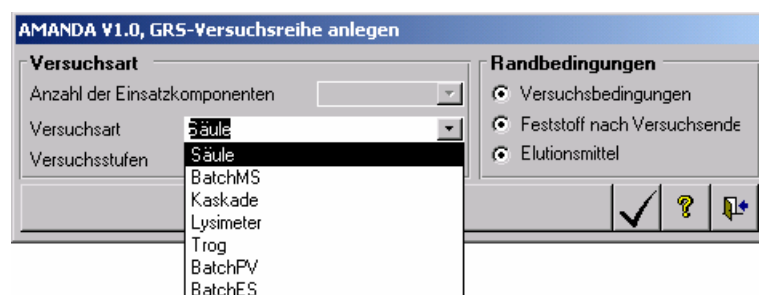 AMANDA V1.0, GRS-Versuchsreihe anlegen
Versuchsart
Anzahl der Einsatzkomponenten
Versuchsart Säule
Versuchsstufen
Säule
BatchMS
Kaskade
Lysimeter
Trog
BatchPV
BatchES
Randbedingungen
Versuchsbedingungen
Feststoff nach Versuchsende
Elutionsmittel
?